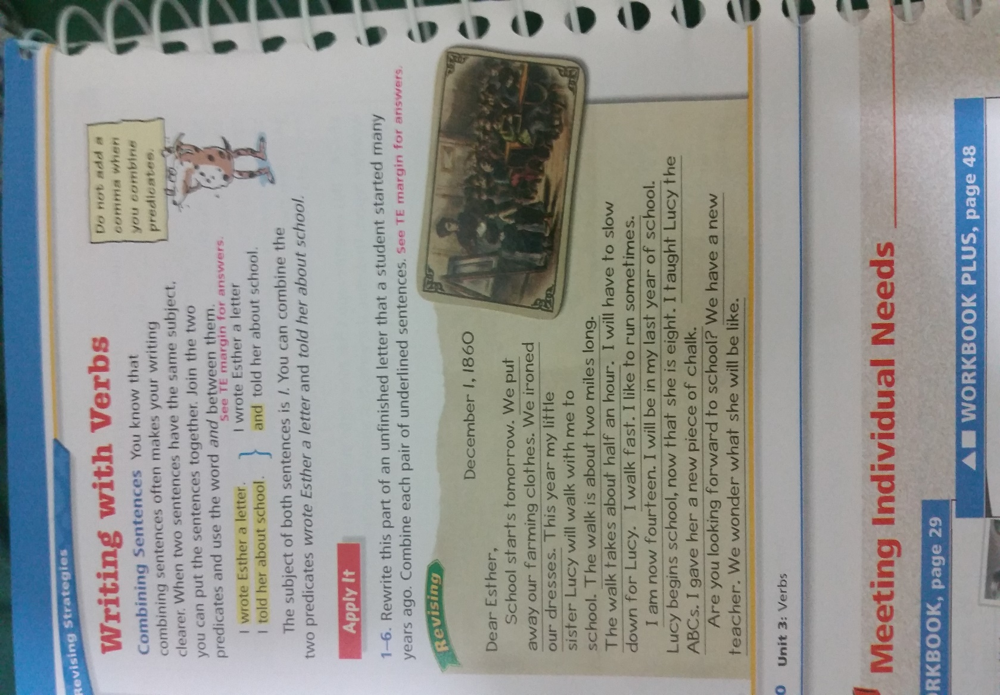 Revising Strategies
Writing with Verbs
Do not add a
comma when
you combine
predicates.
Combining Sentences You know that
combining sentences often makes your writing
clearer. When two sentences have the same subject,
you can put the sentences together. Join the two
predicates and use the word and between them.
See TE margin for answers.
I wrote Esther a letter. } I wrote Esther a letter
I told her about school. and told her about school.
The subject of both sentences is I. You can combine the
two predicates wrote Esther a letter and told her about school.
Apply It
1–6. Rewrite this part of an unfinished letter that a student started many
years ago. Combine each pair of underlined sentences. See TE margin for answers.
Revising
December 1, 1860
Dear Esther,
School starts tomorrow. We put
away our farming clothes. We ironed
our dresses. This year my little
sister Lucy will walk with me to
school. The walk is about two miles long.
The walk takes about half an hour. I will have to slow
down for Lucy. I walk fast. I like to run sometimes.
I am now fourteen. I will be in my last year of school.
Lucy begins school, now that she is eight. I taught Lucy the
ABCs. I gave her a new piece of chalk.
Are you looking forward to school? We have a new
teacher. We wonder what she will be like.
0 Unit 3: Verbs
Meeting Individual Needs
RKBOOK, page 29
▲■ WORKBOOK PLUS, page 48